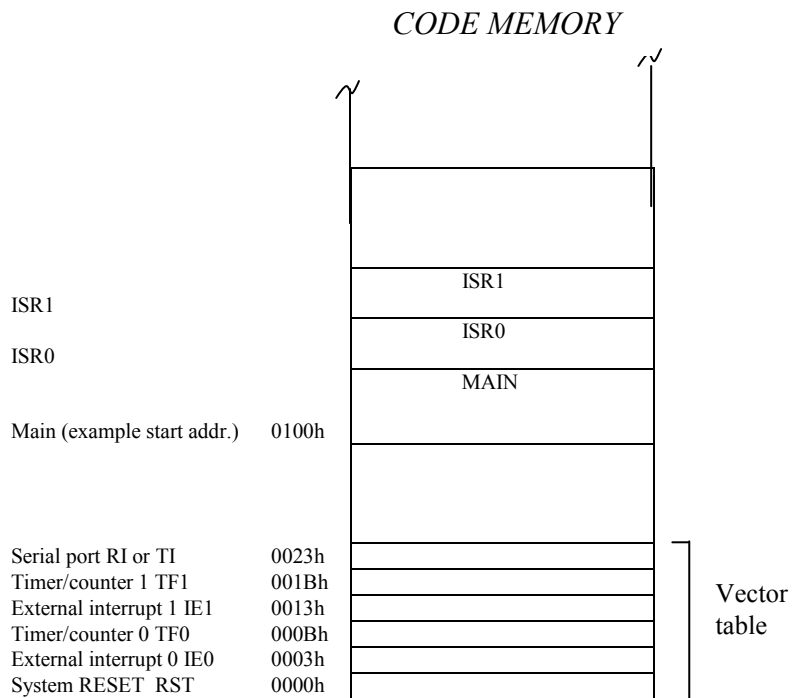 CODE MEMORY
ISR1
ISR1
ISR0
ISR0
MAIN
Main (example start addr.) 0100h
Serial port RI or TI 0023h
Timer/counter 1 TF1 001Bh
External interrupt 1 IE1 0013h
Timer/counter 0 TF0 000Bh
External interrupt 0 IE0 0003h
System RESET RST 0000h
Vector
table